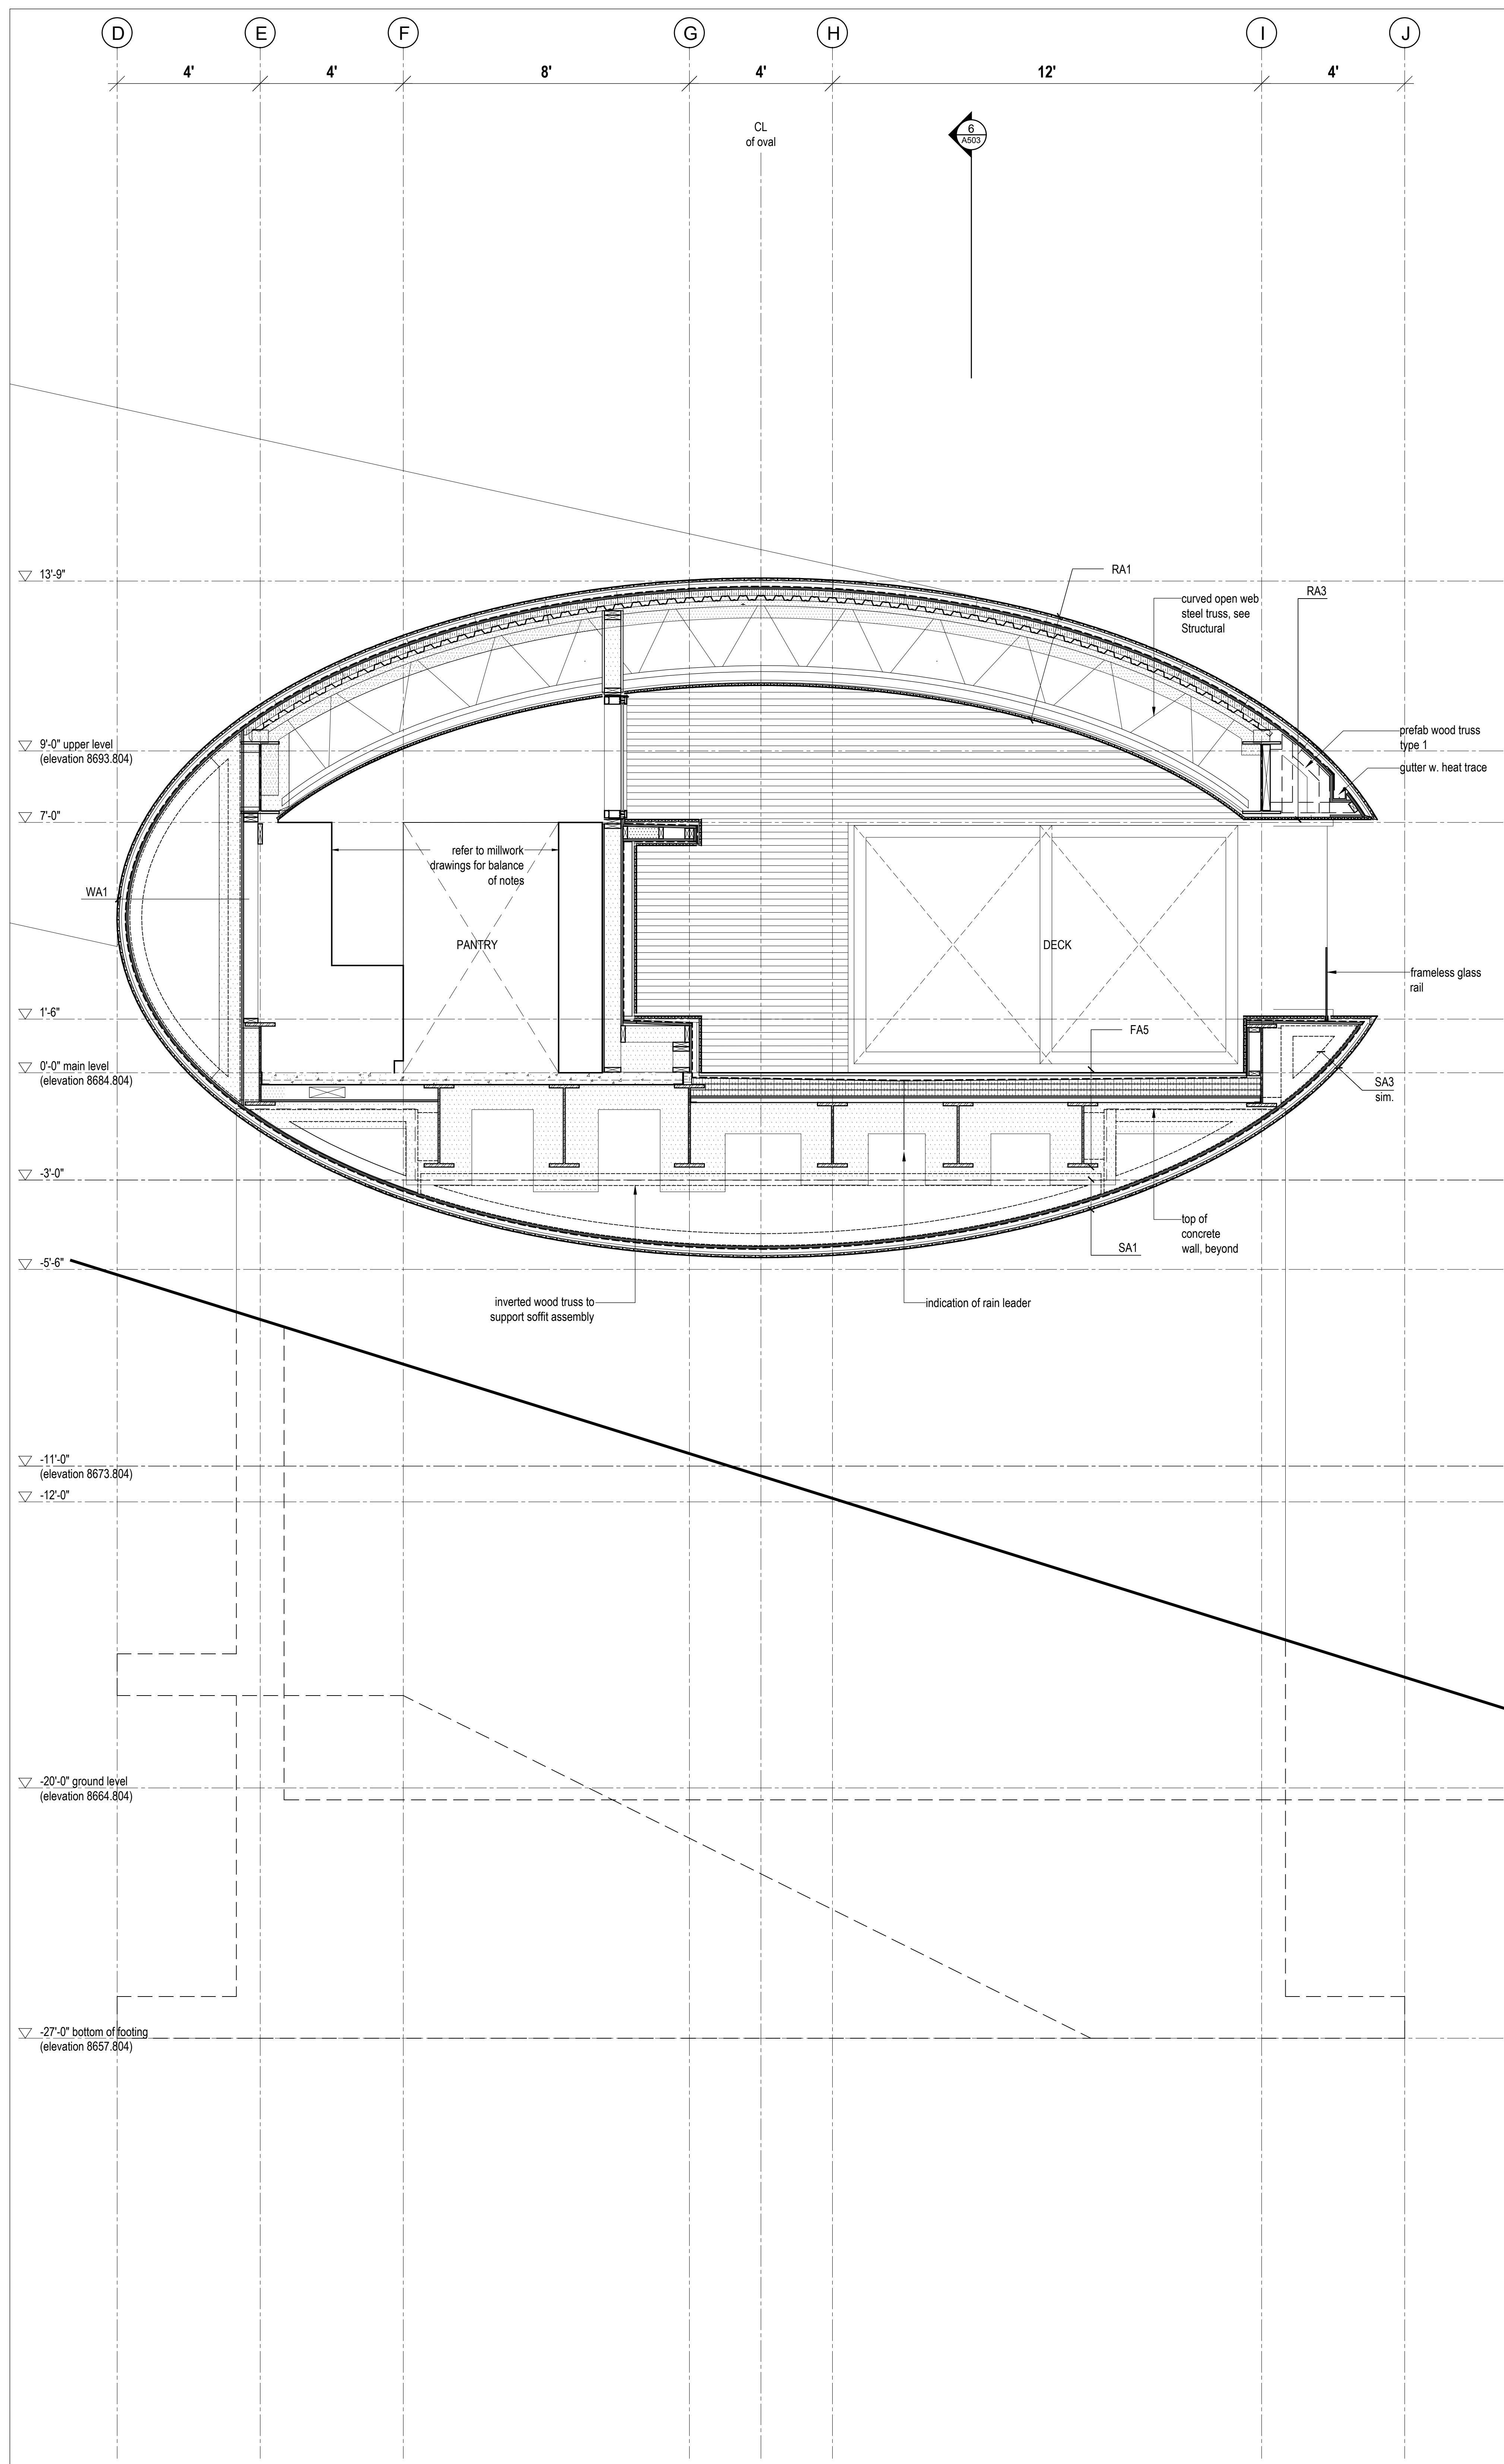 D
E
F
G
H
I
J
4'
4'
8'
4'
12'
4'
CL
of oval
6
A503
13'-9"
RA1
RA3
curved open web
steel truss, see
Structural
9'-0" upper level
(elevation 8693.804)
prefab wood truss
type 1
gutter w. heat trace
7'-0"
refer to millwork
drawings for balance
of notes
WA1
PANTRY
DECK
frameless glass
rail
1'-6"
FA5
0'-0" main level
(elevation 8684.804)
SA3
sim.
-3'-0"
top of
concrete
wall, beyond
SA1
-5'-6"
inverted wood truss to
support soffit assembly
indication of rain leader
-11'-0"
(elevation 8673.804)
-12'-0"
-20'-0" ground level
(elevation 8664.804)
-27'-0" bottom of footing
(elevation 8657.804)